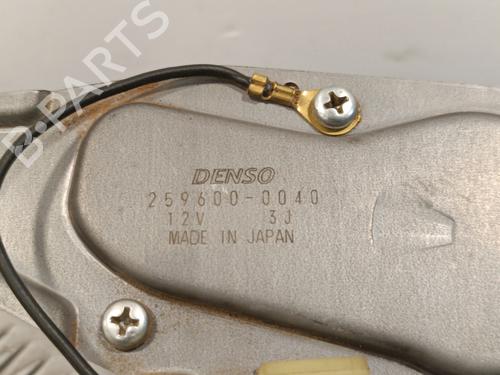 B-PARTS
DENSO
259600-0040
12V 3J
MADE IN JAPAN